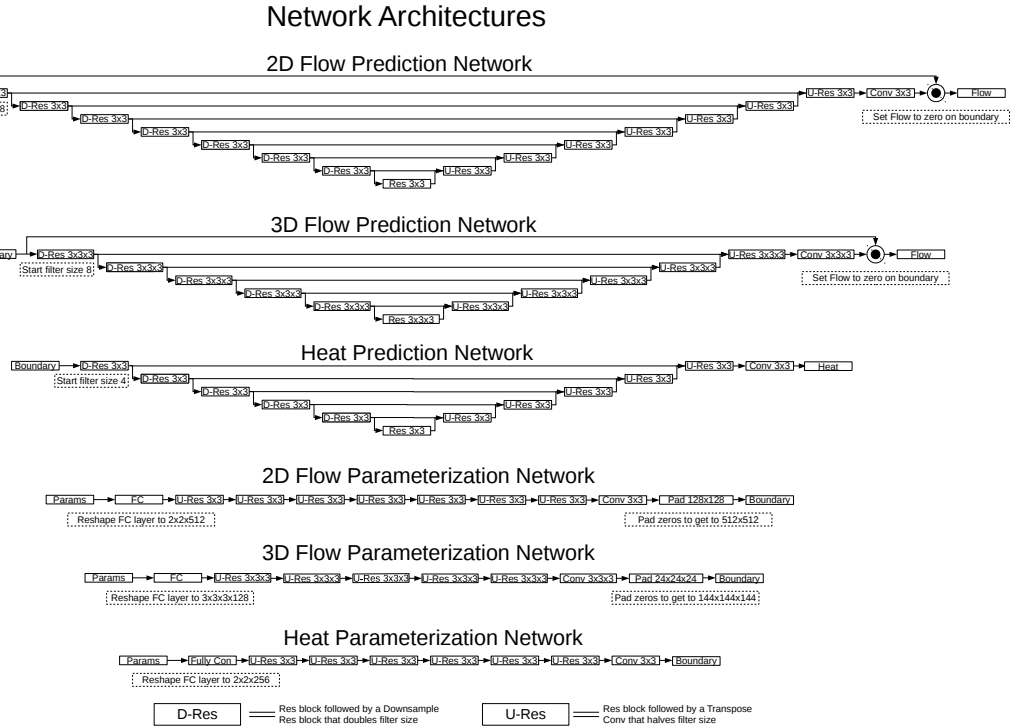 Network Architectures
2D Flow Prediction Network
U-Res 3x3 Conv 3x3 Flow
D-Res 3x3 U-Res 3x3
Set Flow to zero on boundary
D-Res 3x3 U-Res 3x3
D-Res 3x3 U-Res 3x3
D-Res 3x3 U-Res 3x3
D-Res 3x3 U-Res 3x3
D-Res 3x3 U-Res 3x3
Res 3x3
3D Flow Prediction Network
D-Res 3x3x3 U-Res 3x3x3 Conv 3x3x3 Flow
Start filter size 8 D-Res 3x3x3 U-Res 3x3x3
Set Flow to zero on boundary
D-Res 3x3x3 U-Res 3x3x3
D-Res 3x3x3 U-Res 3x3x3
D-Res 3x3x3 U-Res 3x3x3
Res 3x3x3
Heat Prediction Network
Boundary D-Res 3x3 U-Res 3x3 Conv 3x3 Heat
Start filter size 4 D-Res 3x3 U-Res 3x3
D-Res 3x3 U-Res 3x3
D-Res 3x3 U-Res 3x3
D-Res 3x3 U-Res 3x3
Res 3x3
2D Flow Parameterization Network
Params FC U-Res 3x3 U-Res 3x3 U-Res 3x3 U-Res 3x3 U-Res 3x3 U-Res 3x3 U-Res 3x3 Conv 3x3 Pad 128x128 Boundary
Reshape FC layer to 2x2x512 Pad zeros to get to 512x512
3D Flow Parameterization Network
Params FC U-Res 3x3x3 U-Res 3x3x3 U-Res 3x3x3 U-Res 3x3x3 U-Res 3x3x3 Conv 3x3x3 Pad 24x24x24 Boundary
Reshape FC layer to 3x3x3x128 Pad zeros to get to 144x144x144
Heat Parameterization Network
Params Fully Con U-Res 3x3 U-Res 3x3 U-Res 3x3 U-Res 3x3 U-Res 3x3 U-Res 3x3 Conv 3x3 Boundary
Reshape FC layer to 2x2x256
D-Res Res block followed by a Downsample
Res block that doubles filter size
U-Res Res block followed by a Transpose
Conv that halves filter size